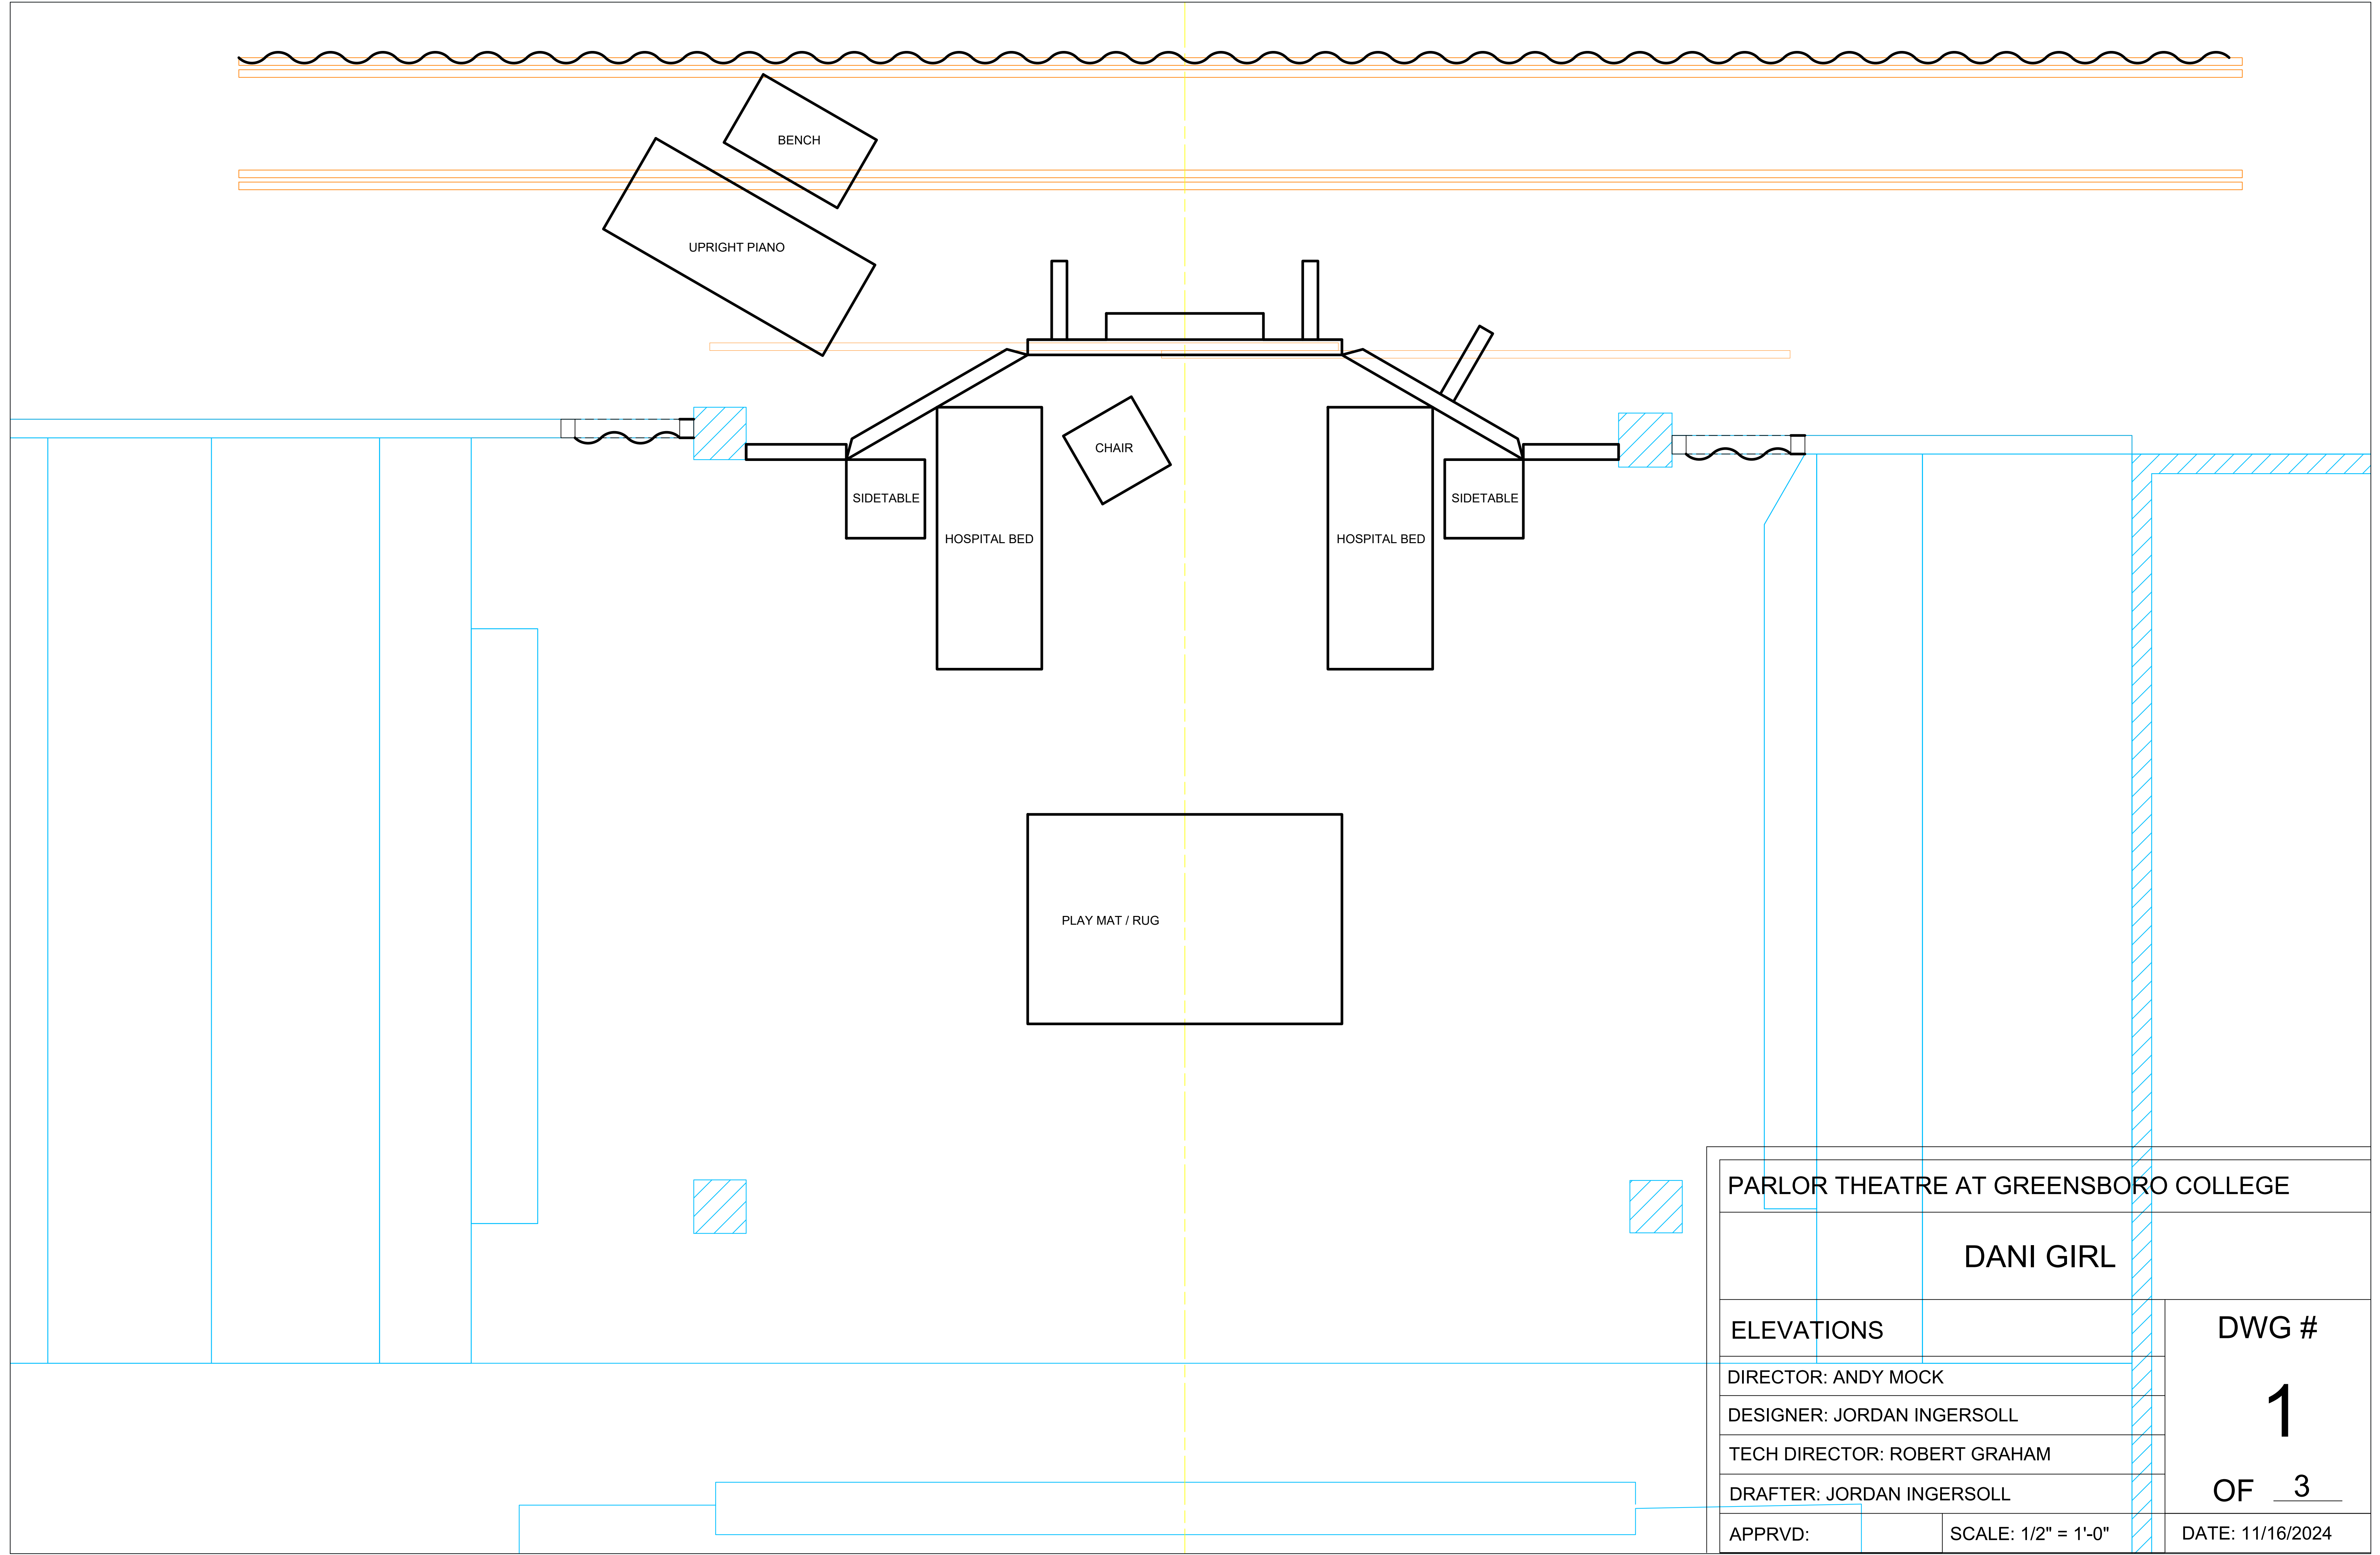 BENCH
UPRIGHT PIANO
CHAIR
SIDETABLE
SIDETABLE
HOSPITAL BED
HOSPITAL BED
PLAY MAT / RUG
PARLOR THEATRE AT GREENSBORO COLLEGE
DANI GIRL
ELEVATIONS
DWG #
1
OF 3
DIRECTOR: ANDY MOCK
DESIGNER: JORDAN INGERSOLL
TECH DIRECTOR: ROBERT GRAHAM
DRAFTER: JORDAN INGERSOLL
APPRVD:
SCALE: 1/2" = 1'-0"
DATE: 11/16/2024